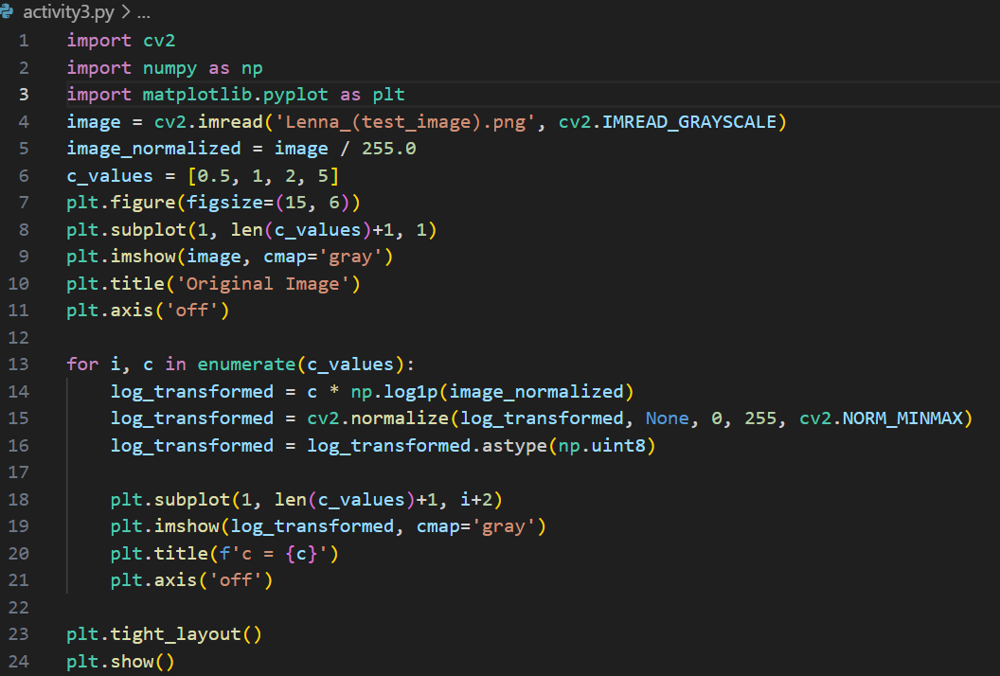 activity3.py > ...
1 import cv2
2 import numpy as np
3 import matplotlib.pyplot as plt
4 image = cv2.imread('Lenna_(test_image).png', cv2.IMREAD_GRAYSCALE)
5 image_normalized = image / 255.0
6 c_values = [0.5, 1, 2, 5]
7 plt.figure(figsize=(15, 6))
8 plt.subplot(1, len(c_values)+1, 1)
9 plt.imshow(image, cmap='gray')
10 plt.title('Original Image')
11 plt.axis('off')
12
13 for i, c in enumerate(c_values):
14     log_transformed = c * np.log1p(image_normalized)
15     log_transformed = cv2.normalize(log_transformed, None, 0, 255, cv2.NORM_MINMAX)
16     log_transformed = log_transformed.astype(np.uint8)
17
18     plt.subplot(1, len(c_values)+1, i+2)
19     plt.imshow(log_transformed, cmap='gray')
20     plt.title(f'c = {c}')
21     plt.axis('off')
22
23 plt.tight_layout()
24 plt.show()